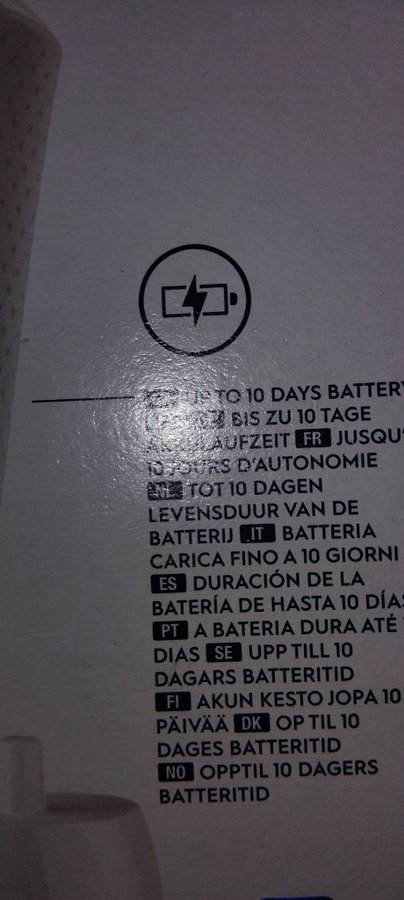 UP TO 10 DAYS BATTERY
BIS ZU 10 TAGE
AKKULAUFZEIT FR JUSQU'
10 JOURS D'AUTONOMIE
NL TOT 10 DAGEN
LEVENSDUUR VAN DE
BATTERIJ IT BATTERIA
CARICA FINO A 10 GIORNI
ES DURACIÓN DE LA
BATERÍA DE HASTA 10 DÍAS
PT A BATERIA DURA ATÉ
DIAS SE UPP TILL 10
DAGARS BATTERITID
FI AKUN KESTO JOPA 10
PÄIVÄÄ DK OP TIL 10
DAGES BATTERITID
NO OPPTIL 10 DAGERS
BATTERITID